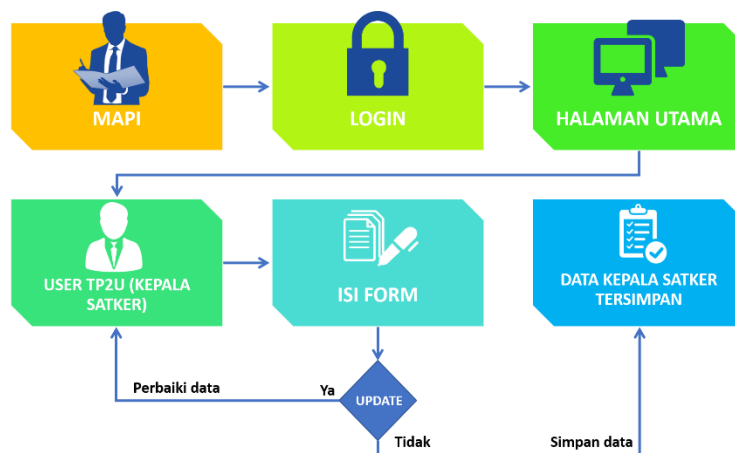 MAPI
LOGIN
HALAMAN UTAMA
USER TP2U (KEPALA
SATKER)
ISI FORM
DATA KEPALA SATKER
TERSIMPAN
Perbaiki data
Ya
UPDATE
Tidak
Simpan data